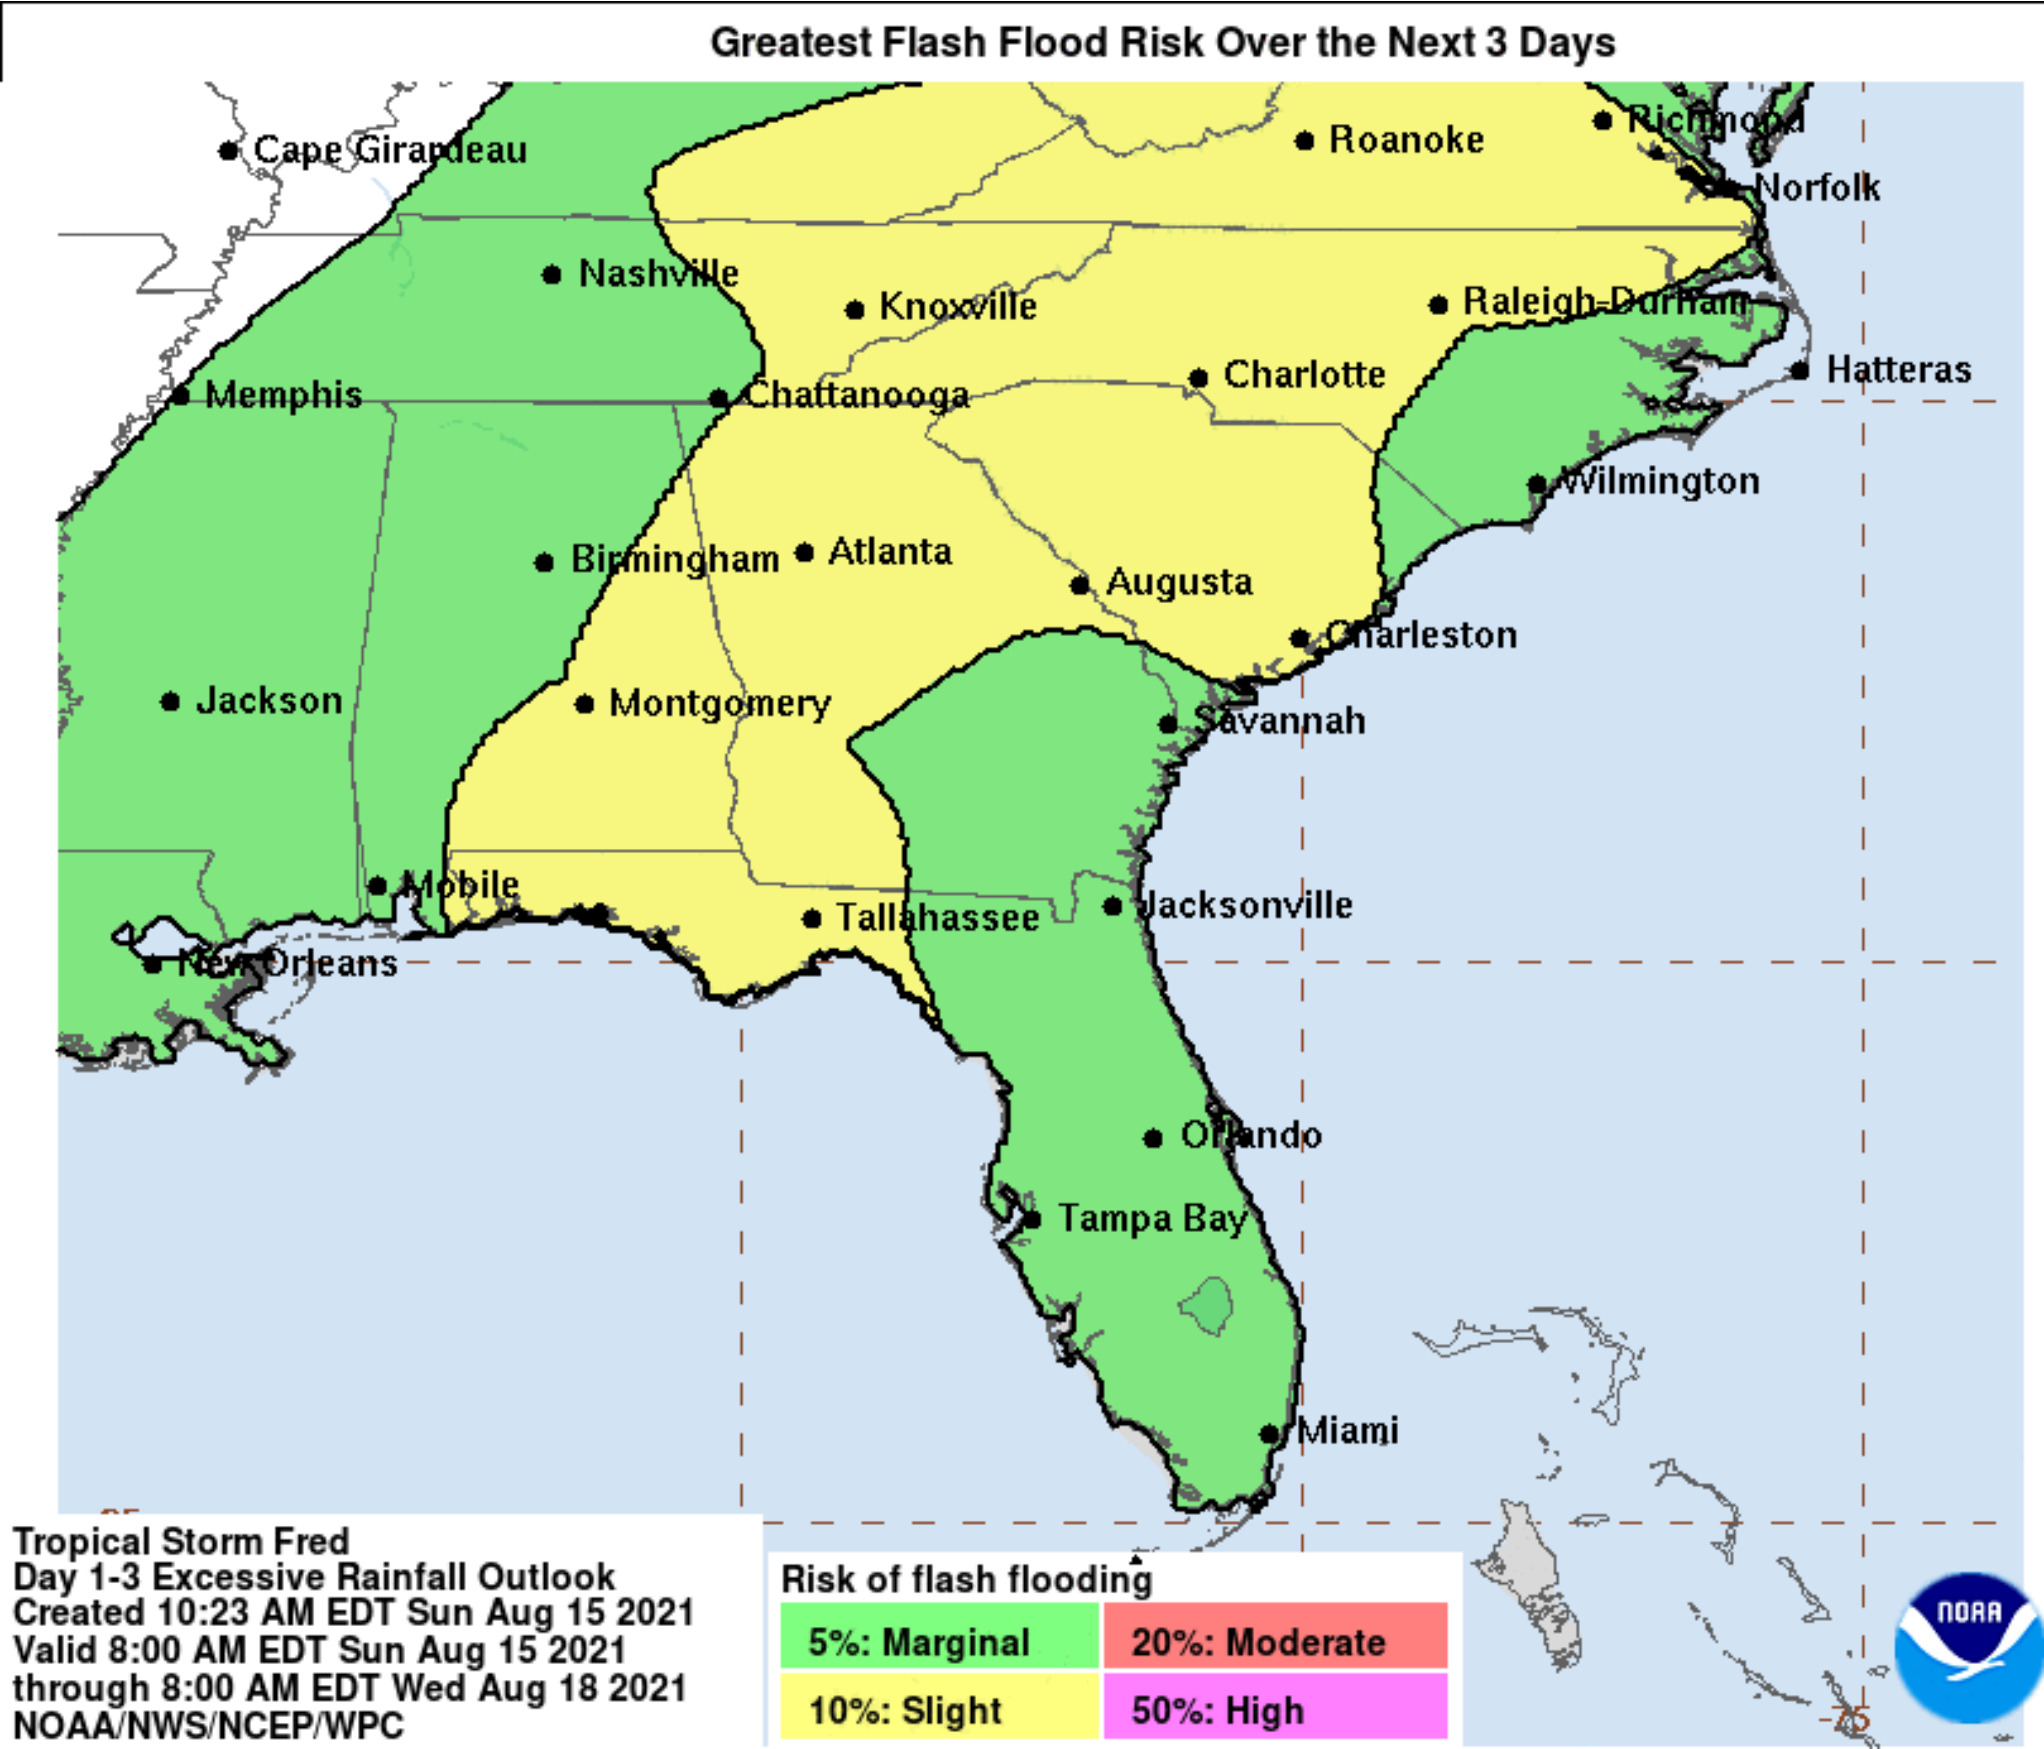 Greatest Flash Flood Risk Over the Next 3 Days
Richmond
Roanoke
Cape Girardeau
Norfolk
Nashville
Knoxville
Raleigh-Durham
Charlotte
Hatteras
Memphis
Chattanooga
Wilmington
Birmingham
Atlanta
Augusta
Charleston
Jackson
Montgomery
Savannah
Mobile
Jacksonville
Tallahassee
New Orleans
Orlando
Tampa Bay
Miami
Tropical Storm Fred
Day 1-3 Excessive Rainfall Outlook
Created 10:23 AM EDT Sun Aug 15 2021
Valid 8:00 AM EDT Sun Aug 15 2021
through 8:00 AM EDT Wed Aug 18 2021
NOAA/NWS/NCEP/WPC
Risk of flash flooding
5%: Marginal
20%: Moderate
10%: Slight
50%: High
NOAA
-75